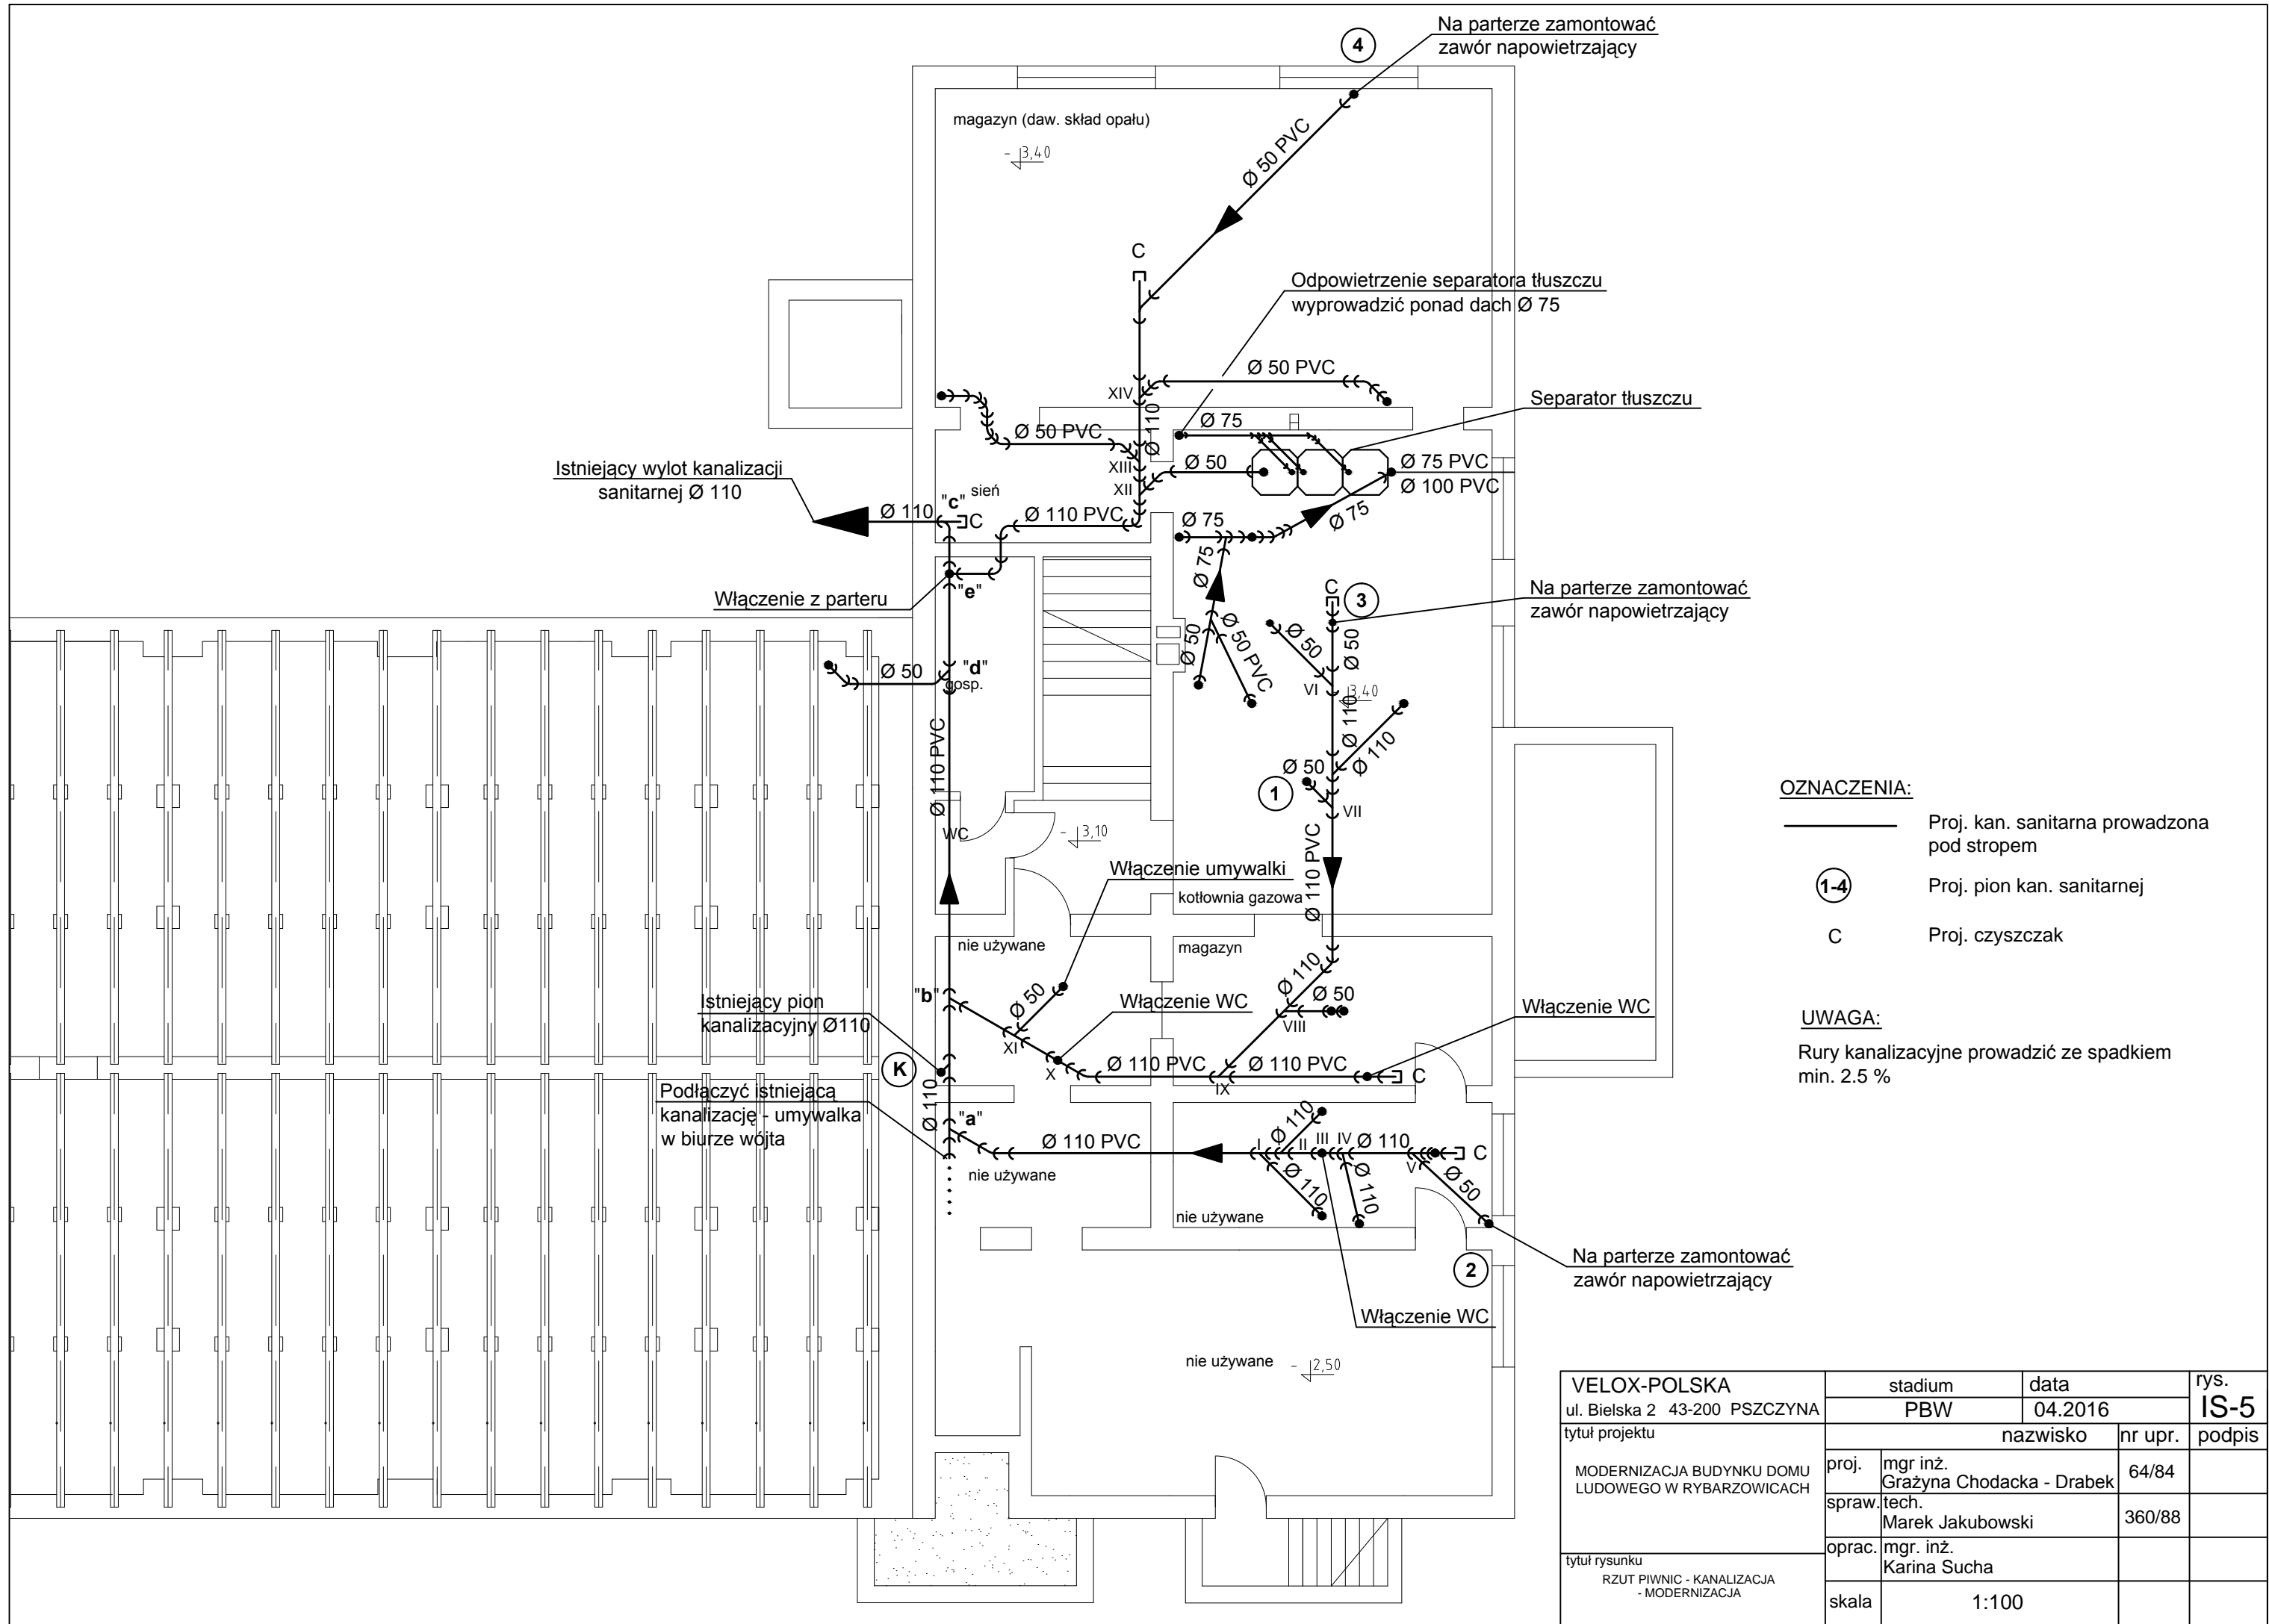 Na parterze zamontować
zawór napowietrzający
4
magazyn (daw. skład opału)
- 3,40
Ø 50 PVC
C
Odpowietrzenie separatora tłuszczu
wyprowadzić ponad dach Ø 75
Ø 50 PVC
XIV
Separator tłuszczu
Ø 110
Ø 75
Ø 50 PVC
Istniejący wylot kanalizacji
sanitarnej Ø 110
XIII
Ø 50
Ø 75 PVC
XII
Ø 100 PVC
"c"
sień
Ø 110
C
Ø 110 PVC
Ø 75
Ø 75
Ø 75
"e"
Włączenie z parteru
C
3
Na parterze zamontować
zawór napowietrzający
Ø 50
Ø 50 PVC
Ø 50
Ø 50
Ø 50
"d"
gosp.
VI
3,40
Ø 110
Ø 110
Ø 110 PVC
Ø 50
1
VII
OZNACZENIA:
Proj. kan. sanitarna prowadzona
pod stropem
WC
- 3,10
Ø 110 PVC
Włączenie umywalki
1-4
Proj. pion kan. sanitarnej
kotłownia gazowa
C
Proj. czyszczak
nie używane
magazyn
Ø 110
"b"
Ø 50
Ø 50
Istniejący pion
kanalizacyjny Ø110
Włączenie WC
Włączenie WC
VIII
UWAGA:
XI
Rury kanalizacyjne prowadzić ze spadkiem
min. 2.5 %
K
X
Ø 110 PVC
Ø 110 PVC
IX
C
Podłączyć istniejacą
kanalizację - umywalka
w biurze wójta
Ø 110
"a"
Ø 110 PVC
Ø 110
I
II
III
IV
Ø 110
V
C
nie używane
Ø 110
Ø 110
Ø 50
nie używane
2
Na parterze zamontować
zawór napowietrzający
Włączenie WC
nie używane
- 2,50
VELOX-POLSKA
ul. Bielska 2 43-200 PSZCZYNA
stadium
data
rys.
PBW
04.2016
IS-5
tytuł projektu
nazwisko
nr upr.
podpis
MODERNIZACJA BUDYNKU DOMU
LUDOWEGO W RYBARZOWICACH
proj.
mgr inż.
Grażyna Chodacka - Drabek
64/84
spraw.
tech.
Marek Jakubowski
360/88
oprac.
mgr. inż.
Karina Sucha
tytuł rysunku
RZUT PIWNIC - KANALIZACJA
- MODERNIZACJA
skala
1:100